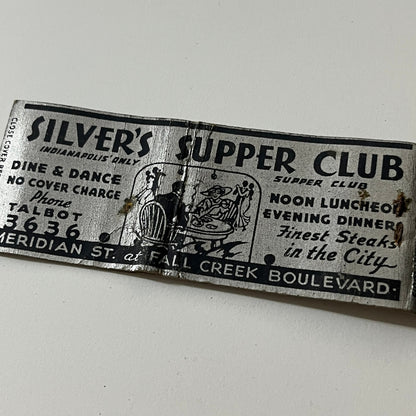 CLOSE COVER
SILVER'S SUPPER CLUB
INDIANAPOLIS' ONLY SUPPER CLUB
DINE & DANCE
NO COVER CHARGE
Phone
TALBOT
3636
NOON LUNCHEO
EVENING DINNER
Finest Steaks
in the City
MERIDIAN ST. at FALL CREEK BOULEVARD.